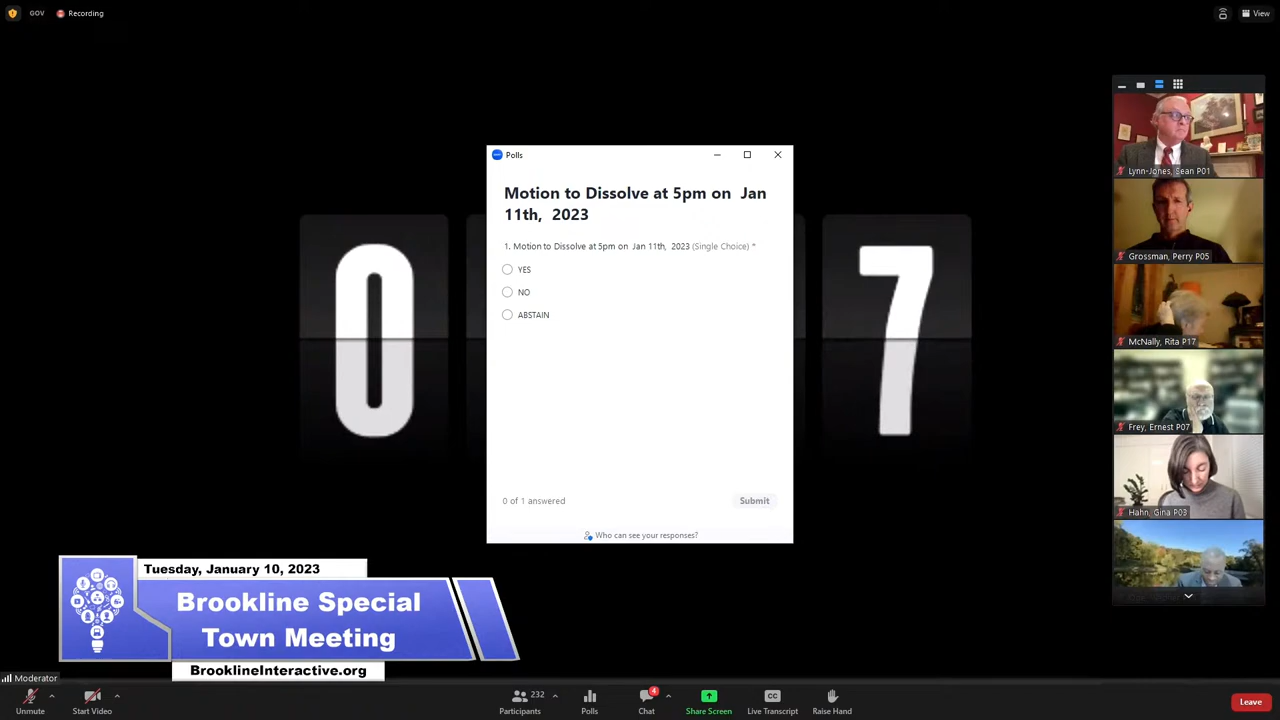 GOV
Recording
View
Lynn-Jones, Sean P01
Grossman, Perry P05
McNally, Rita P17
Frey, Ernest P07
Hahn, Gina P03
0
7
Polls
Motion to Dissolve at 5pm on Jan
11th, 2023
1. Motion to Dissolve at 5pm on Jan 11th, 2023 (Single Choice) *
YES
NO
ABSTAIN
0 of 1 answered
Submit
Who can see your responses?
Tuesday, January 10, 2023
Brookline Special
Town Meeting
BrooklineInteractive.org
Moderator
Unmute
Start Video
232
Participants
Polls
4
Chat
Share Screen
CC
Live Transcript
Raise Hand
Leave